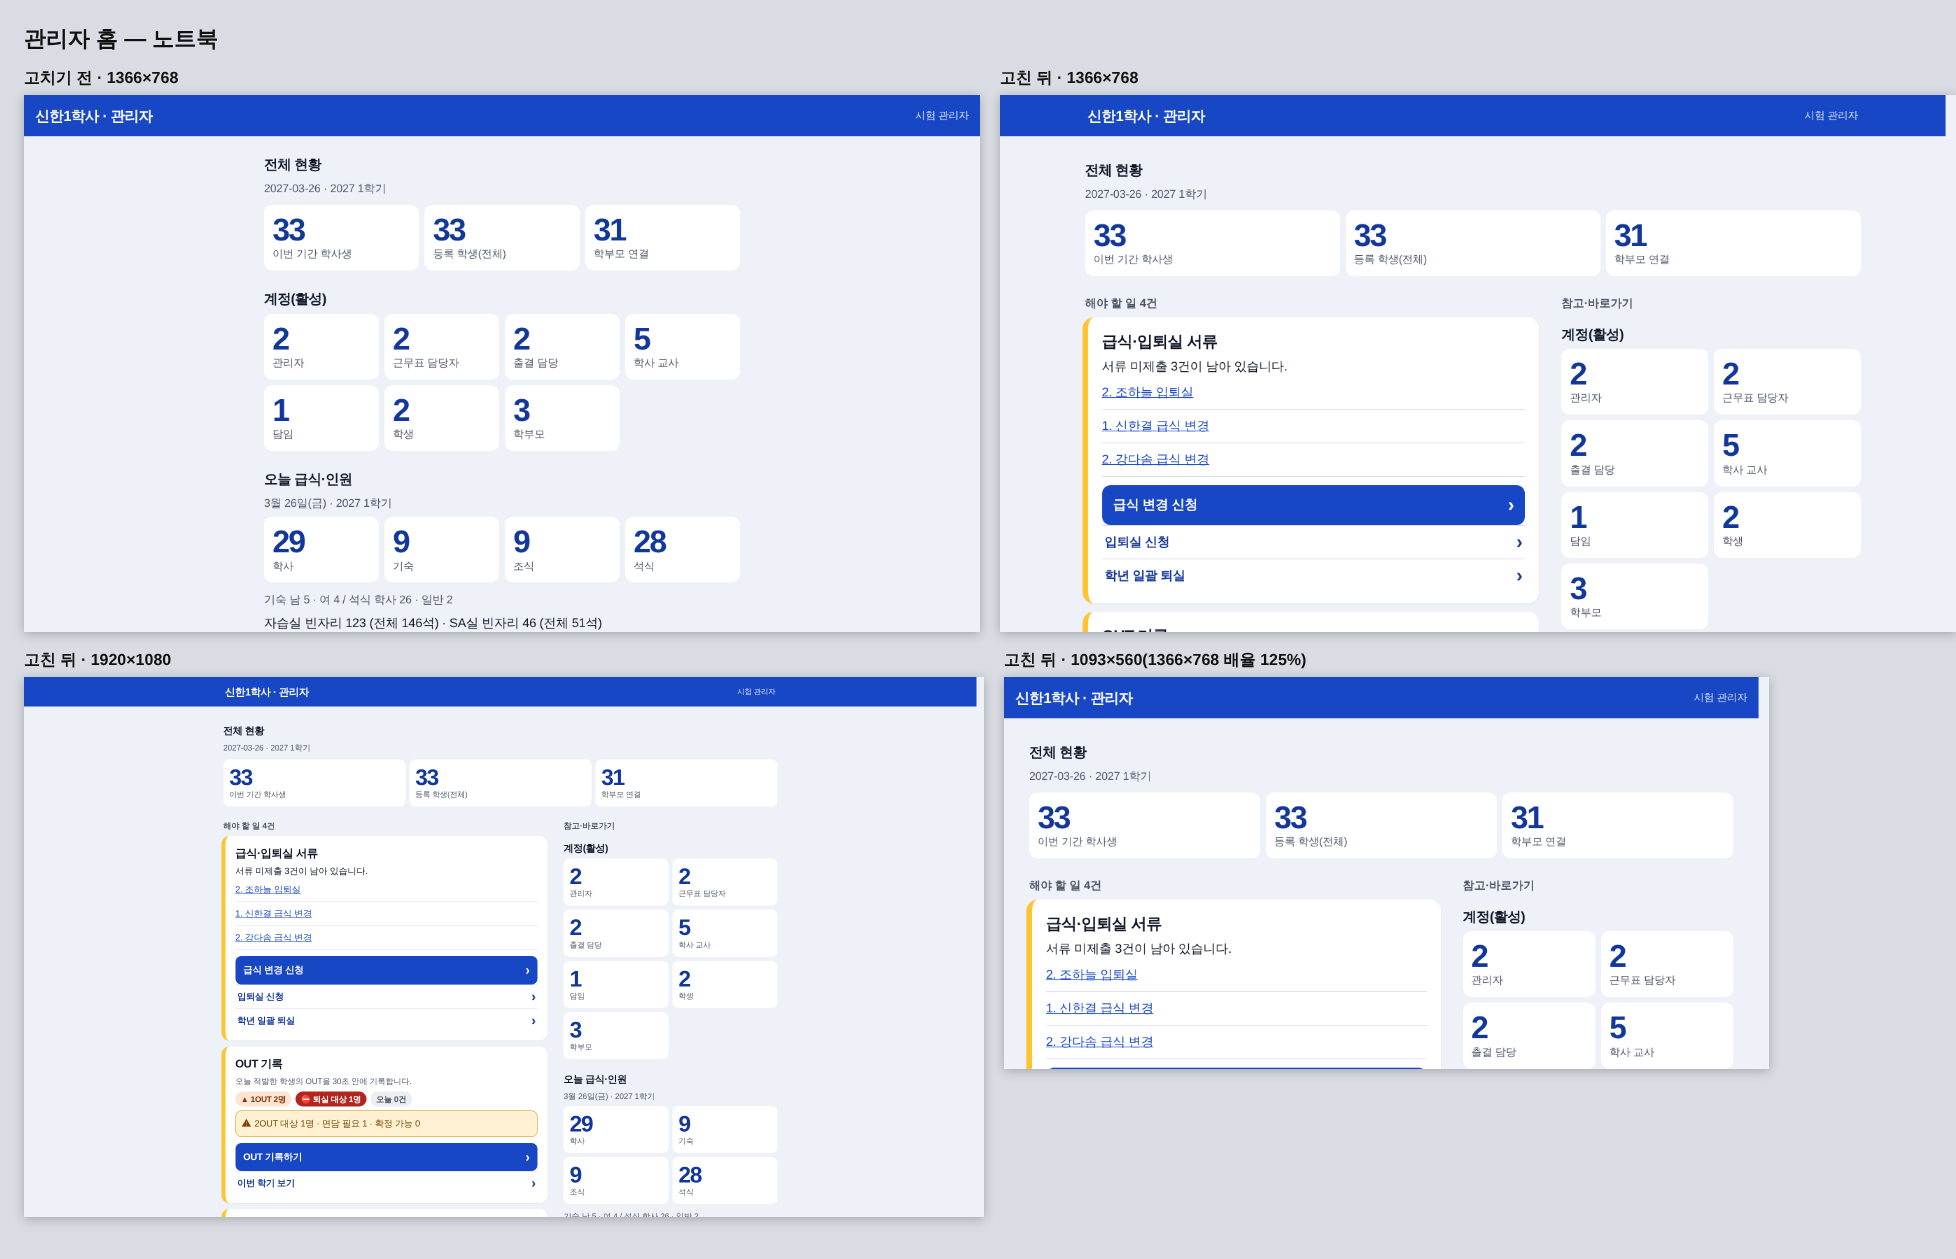 관리자 홈 — 노트북
고치기 전 · 1366×768
신한1학사 · 관리자
시험 관리자
전체 현황
2027-03-26 · 2027 1학기
33
이번 기간 학사생
33
등록 학생(전체)
31
학부모 연결
계정(활성)
2
관리자
2
근무표 담당자
2
출결 담당
5
학사 교사
1
담임
2
학생
3
학부모
오늘 급식·인원
3월 26일(금) · 2027 1학기
29
학사
9
기숙
9
조식
28
석식
기숙 남 5 · 여 4 / 석식 학사 26 · 일반 2
자습실 빈자리 123 (전체 146석) · SA실 빈자리 46 (전체 51석)
고친 뒤 · 1366×768
신한1학사 · 관리자
시험 관리자
전체 현황
2027-03-26 · 2027 1학기
33
이번 기간 학사생
33
등록 학생(전체)
31
학부모 연결
해야 할 일 4건
급식·입퇴실 서류
서류 미제출 3건이 남아 있습니다.
2. 조하늘 입퇴실
1. 신한결 급식 변경
2. 강다솜 급식 변경
급식 변경 신청 ›
입퇴실 신청 ›
학년 일괄 퇴실 ›
참고·바로가기
계정(활성)
2
관리자
2
근무표 담당자
2
출결 담당
5
학사 교사
1
담임
2
학생
3
학부모
고친 뒤 · 1920×1080
신한1학사 · 관리자
시험 관리자
전체 현황
2027-03-26 · 2027 1학기
33
이번 기간 학사생
33
등록 학생(전체)
31
학부모 연결
해야 할 일 4건
급식·입퇴실 서류
서류 미제출 3건이 남아 있습니다.
2. 조하늘 입퇴실
1. 신한결 급식 변경
2. 강다솜 급식 변경
급식 변경 신청 ›
입퇴실 신청 ›
학년 일괄 퇴실 ›
OUT 기록
오늘 적발한 학생의 OUT을 30초 안에 기록합니다.
▲ 1OUT 2명 ⛔ 퇴실 대상 1명 오늘 0건
⚠ 2OUT 대상 1명 · 면담 필요 1 · 확정 가능 0
OUT 기록하기 ›
이번 학기 보기 ›
참고·바로가기
계정(활성)
2
관리자
2
근무표 담당자
2
출결 담당
5
학사 교사
1
담임
2
학생
3
학부모
오늘 급식·인원
3월 26일(금) · 2027 1학기
29
학사
9
기숙
9
조식
28
석식
고친 뒤 · 1093×560(1366×768 배율 125%)
신한1학사 · 관리자
시험 관리자
전체 현황
2027-03-26 · 2027 1학기
33
이번 기간 학사생
33
등록 학생(전체)
31
학부모 연결
해야 할 일 4건
급식·입퇴실 서류
서류 미제출 3건이 남아 있습니다.
2. 조하늘 입퇴실
1. 신한결 급식 변경
2. 강다솜 급식 변경
참고·바로가기
계정(활성)
2
관리자
2
근무표 담당자
2
출결 담당
5
학사 교사